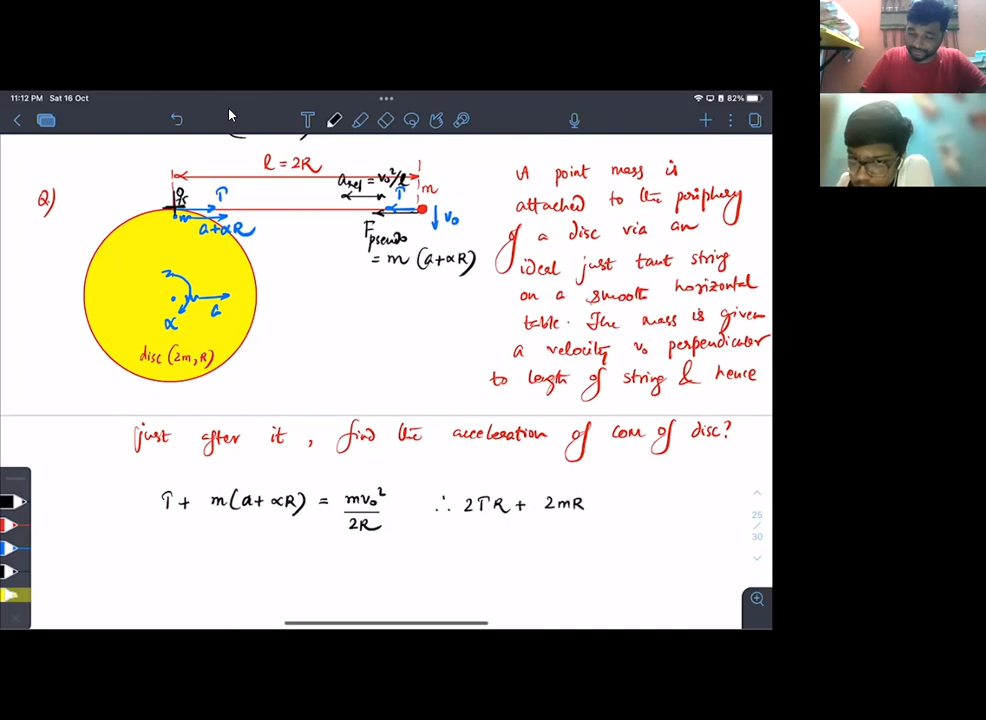 11:12 PM Sat 16 Oct
82%
Q)
l = 2R
a_ref = v₀²/l
T
T
m
a+αR
v₀
F_pseudo
= m (a+αR)
α
a
disc (2m, R)
A point mass is
attached to the periphery
of a disc via an
ideal just taut string
on a smooth horizontal
table. The mass is given
a velocity v₀ perpendicular
to length of string & hence
just after it, find the acceleration of com of disc?
T + m(a+αR) = mv₀²/2R ∴ 2TR + 2mR
25
/
30